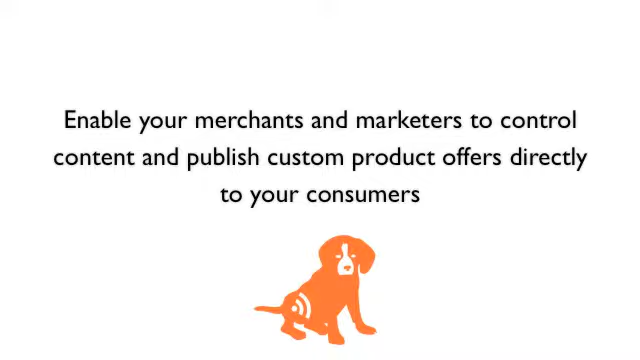 Enable your merchants and marketers to control
content and publish custom product offers directly
to your consumers